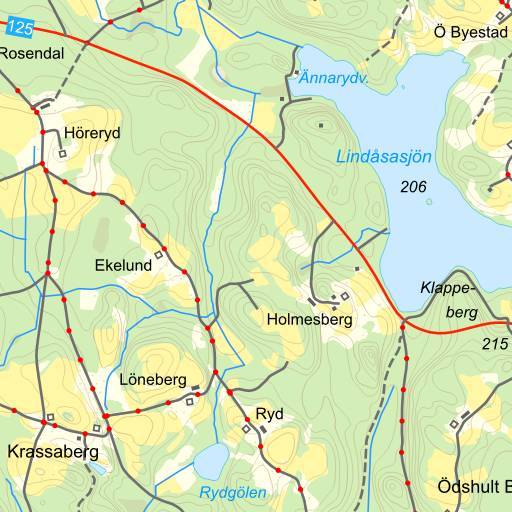 125
Ö Byestad
Rosendal
Ännarydv.
Höreryd
Lindåsasjön
206
Ekelund
Klappe-
berg
Holmesberg
215
Löneberg
Ryd
Krassaberg
Rydgölen
Ödshult B